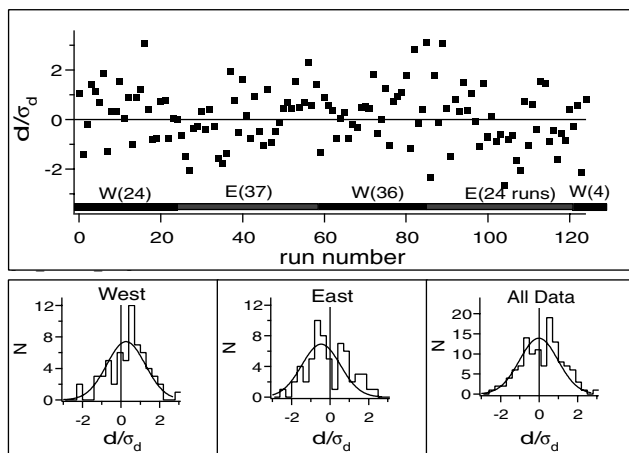 2
0
-2
d/σd
W(24)
E(37)
W(36)
E(24 runs)
W(4)
0 20 40 60 80 100 120
run number
West
12
8
4
0
N
-2 0 2
d/σd
East
12
8
4
0
N
-2 0 2
d/σd
All Data
20
15
10
5
0
N
-2 0 2
d/σd